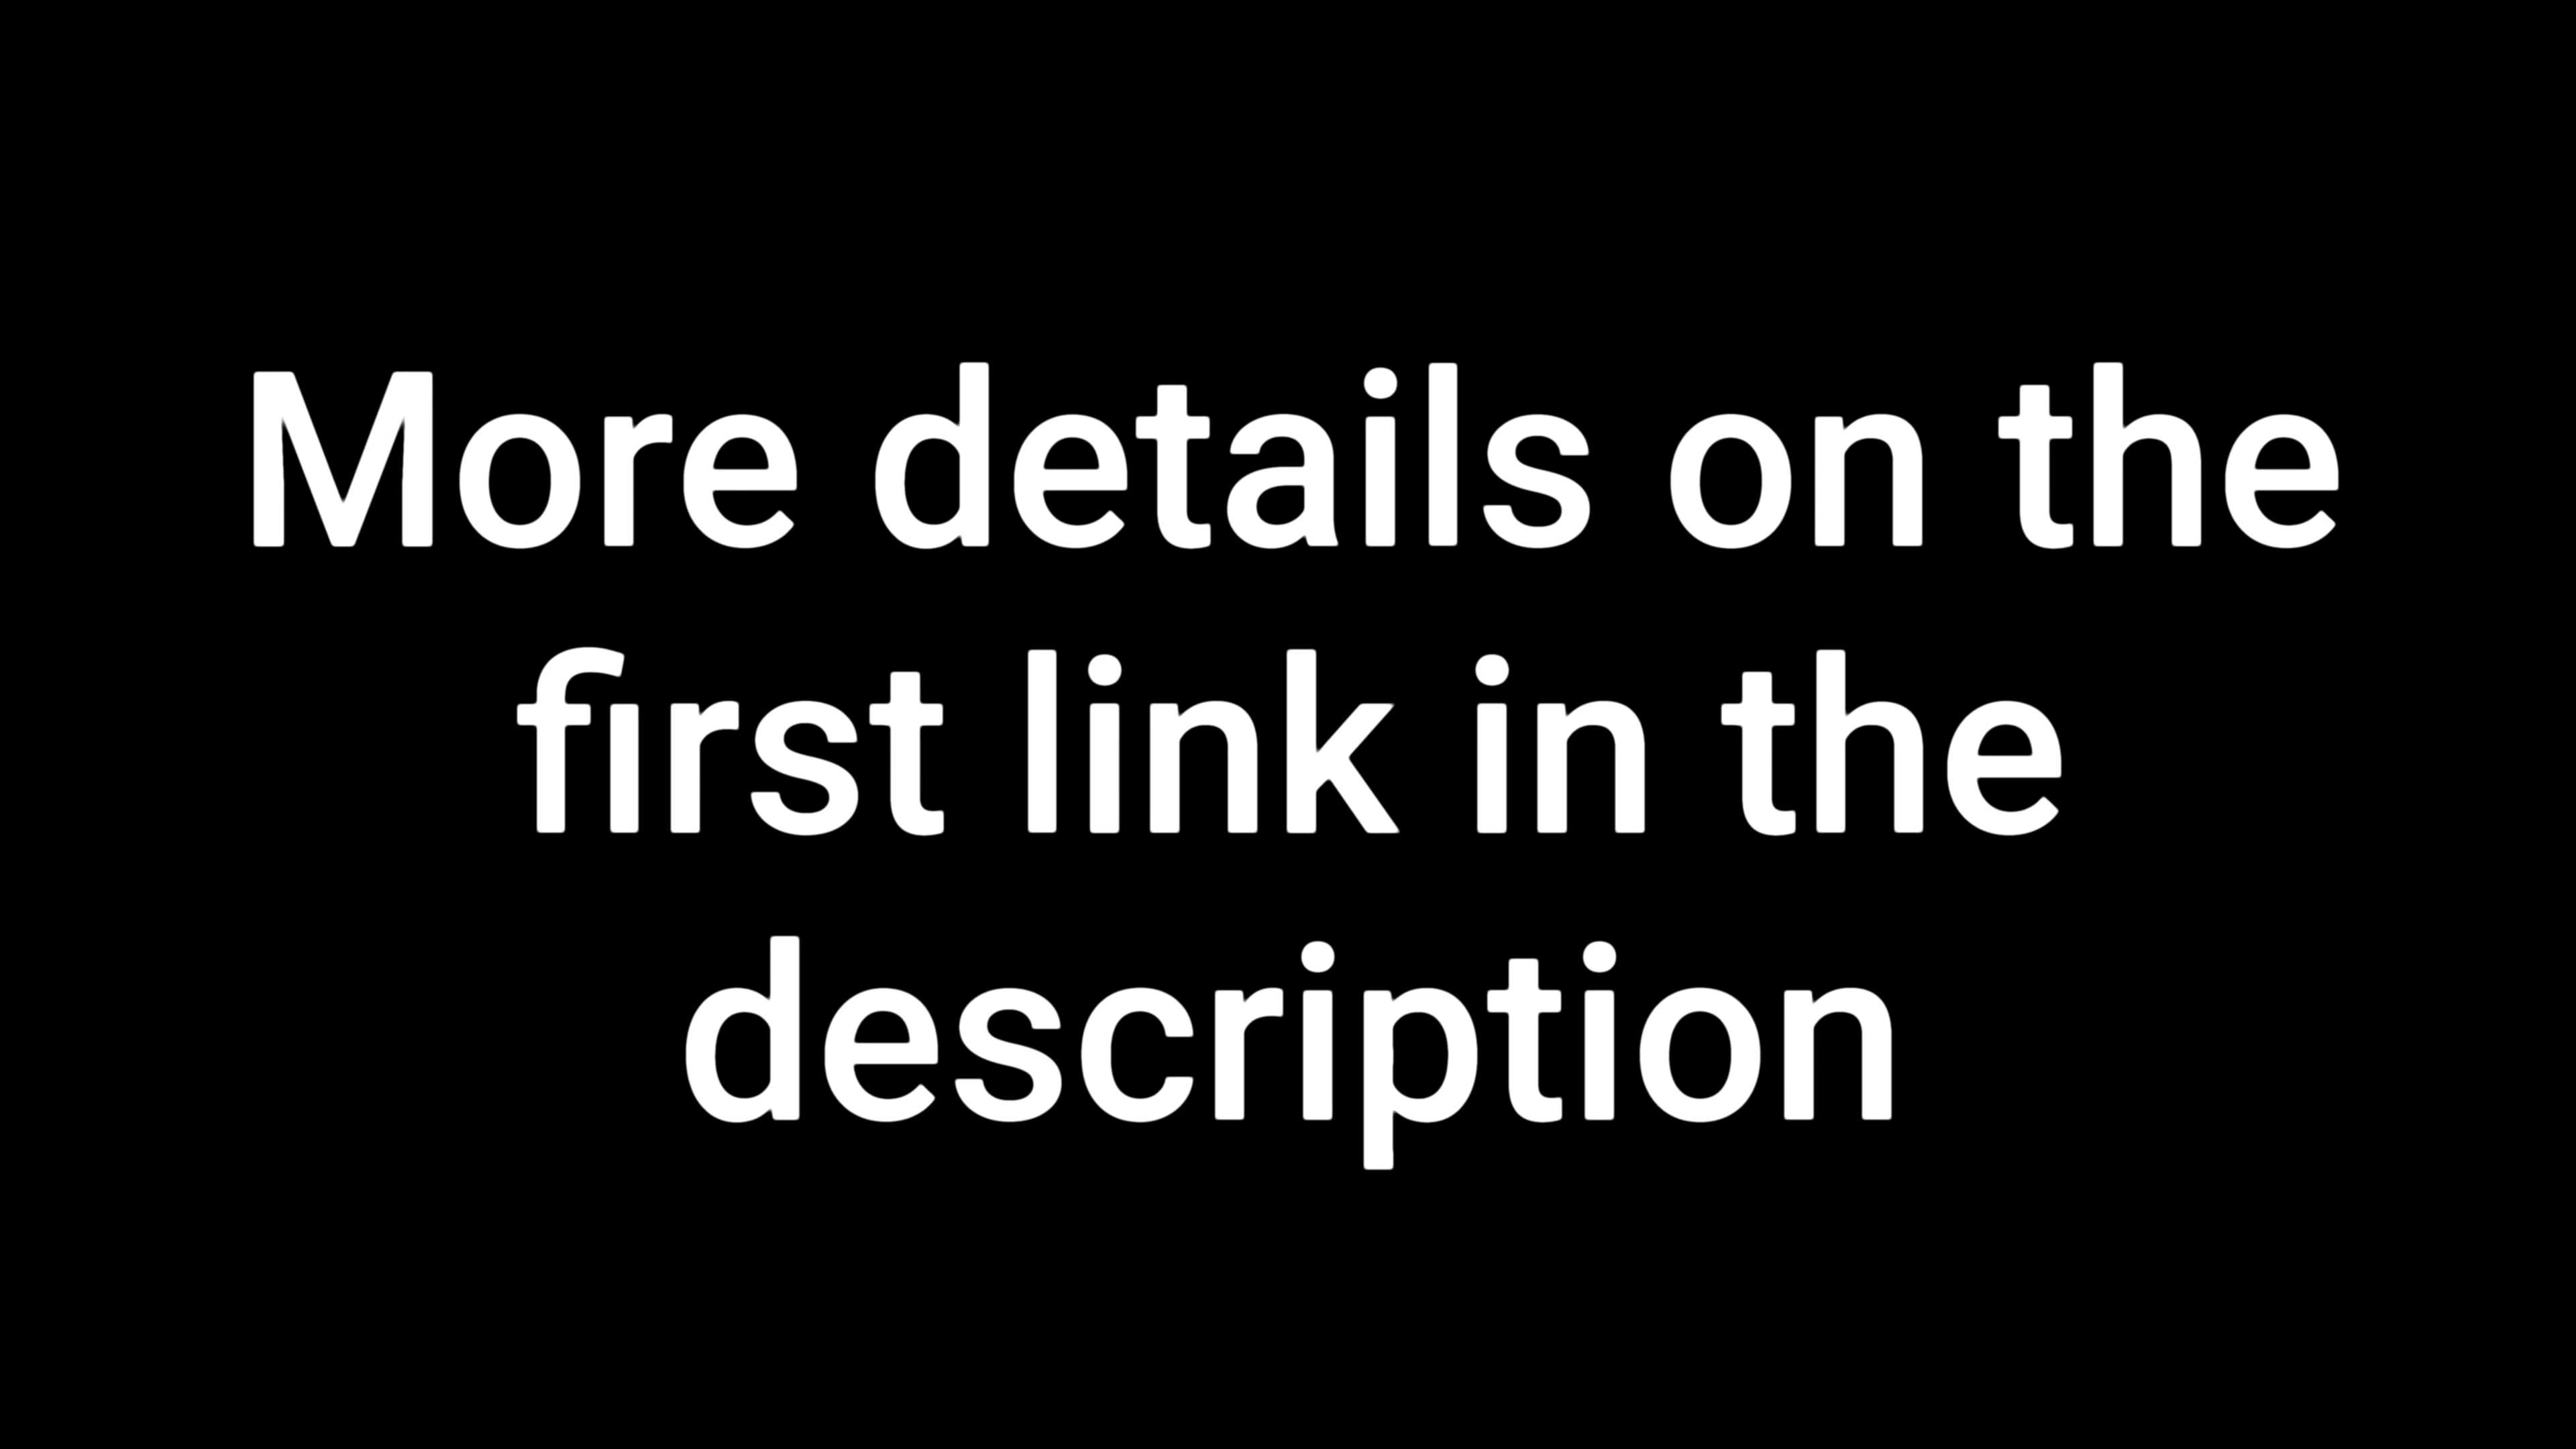 More details on the
first link in the
description